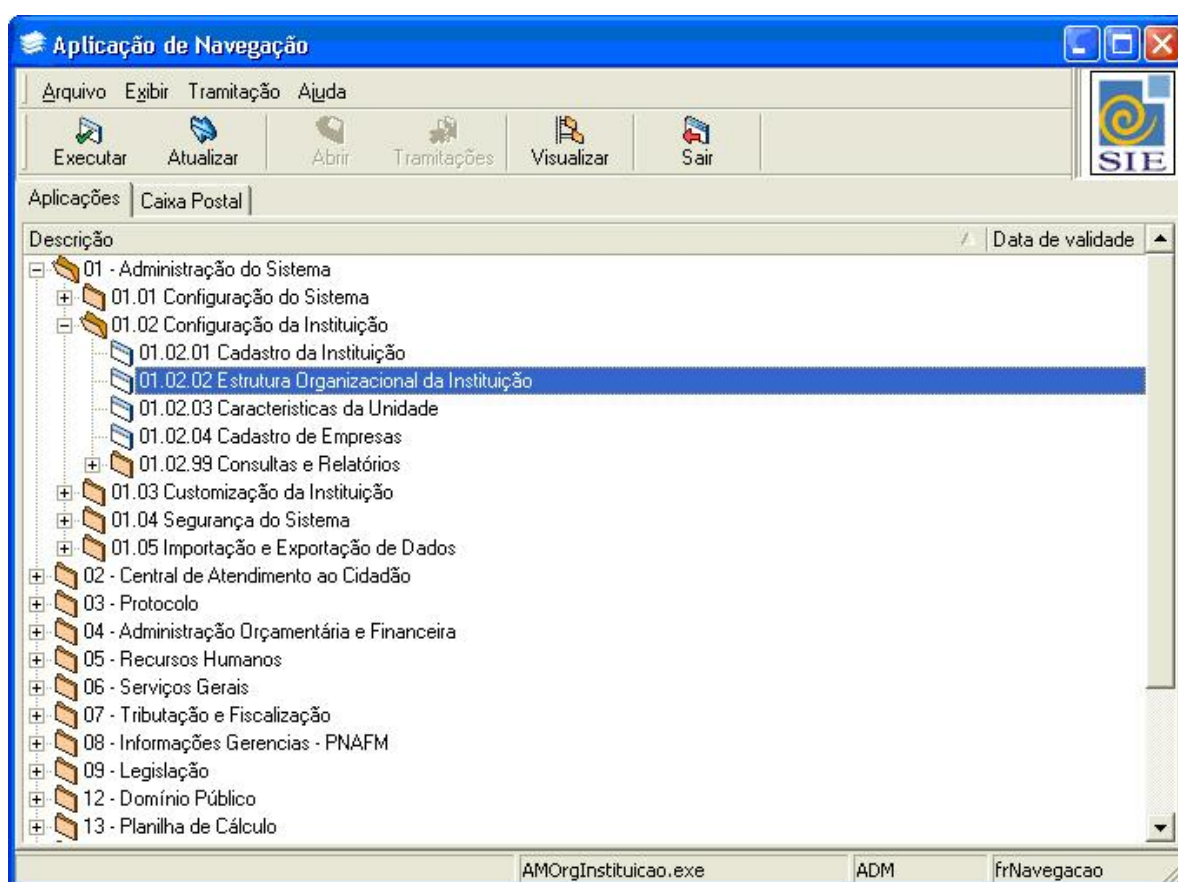 Aplicação de Navegação
Arquivo Exibir Tramitação Ajuda
Executar Atualizar Abrir Tramitações Visualizar Sair
SIE
Aplicações Caixa Postal
Descrição Data de validade
01 - Administração do Sistema
01.01 Configuração do Sistema
01.02 Configuração da Instituição
01.02.01 Cadastro da Instituição
01.02.02 Estrutura Organizacional da Instituição
01.02.03 Caracteristicas da Unidade
01.02.04 Cadastro de Empresas
01.02.99 Consultas e Relatórios
01.03 Customização da Instituição
01.04 Segurança do Sistema
01.05 Importação e Exportação de Dados
02 - Central de Atendimento ao Cidadão
03 - Protocolo
04 - Administração Orçamentária e Financeira
05 - Recursos Humanos
06 - Serviços Gerais
07 - Tributação e Fiscalização
08 - Informações Gerencias - PNAFM
09 - Legislação
12 - Domínio Público
13 - Planilha de Cálculo
AMOrgInstituicao.exe ADM frNavegacao